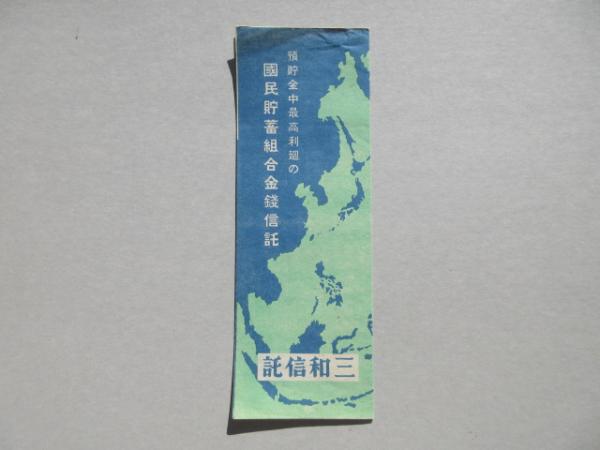 預貯金中最高利廻の
國民貯蓄組合金錢信託
三和信託